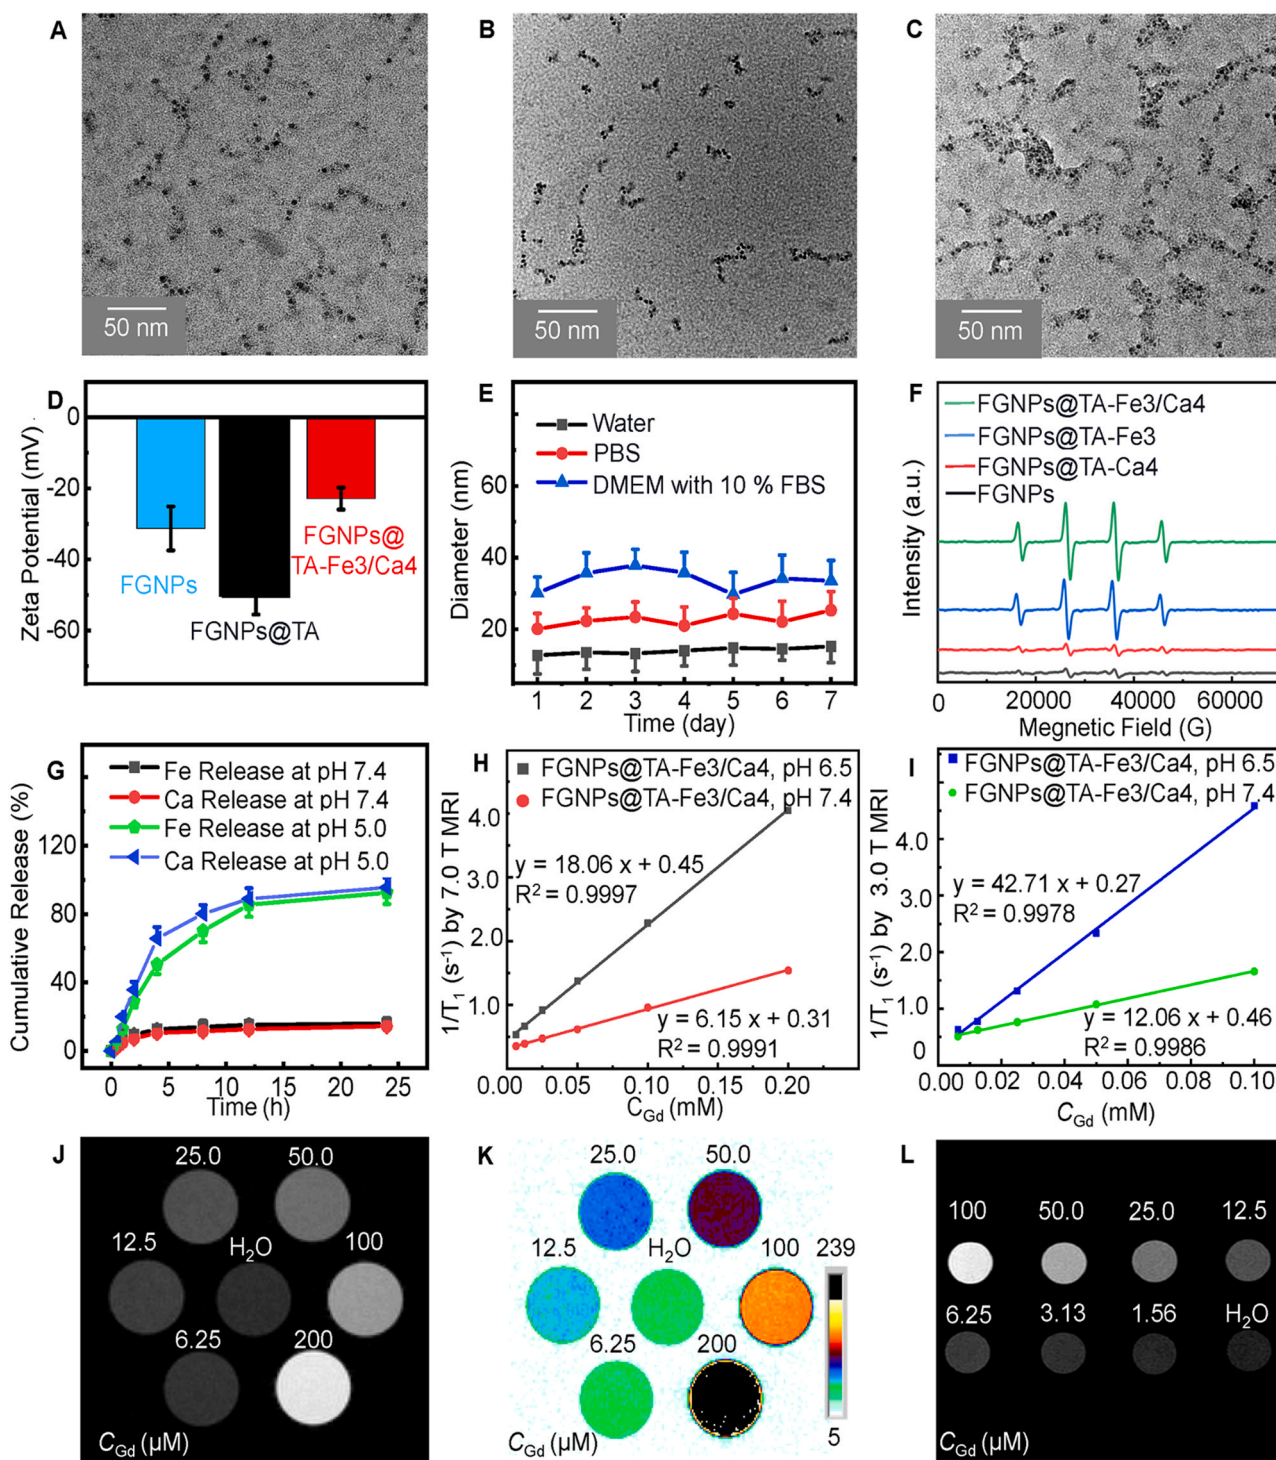 A
50 nm
B
50 nm
C
50 nm
D
0
-20
-40
-60
Zeta Potential (mV)
FGNPs
FGNPs@TA
FGNPs@
TA-Fe3/Ca4
E
Water
PBS
DMEM with 10 % FBS
60
40
20
Diameter (nm)
1 2 3 4 5 6 7
Time (day)
F
FGNPs@TA-Fe3/Ca4
FGNPs@TA-Fe3
FGNPs@TA-Ca4
FGNPs
Intensity (a.u.)
0 20000 40000 60000
Megnetic Field (G)
G
Fe Release at pH 7.4
Ca Release at pH 7.4
Fe Release at pH 5.0
Ca Release at pH 5.0
120
80
40
0
Cumulative Release (%)
0 5 10 15 20 25
Time (h)
H
FGNPs@TA-Fe3/Ca4, pH 6.5
FGNPs@TA-Fe3/Ca4, pH 7.4
4.0
3.0
2.0
1.0
1/T₁ (s⁻¹) by 7.0 T MRI
y = 18.06 x + 0.45
R² = 0.9997
y = 6.15 x + 0.31
R² = 0.9991
0.00 0.05 0.10 0.15 0.20
C_Gd (mM)
I
FGNPs@TA-Fe3/Ca4, pH 6.5
FGNPs@TA-Fe3/Ca4, pH 7.4
4.0
3.0
2.0
1.0
0
1/T₁ (s⁻¹) by 3.0 T MRI
y = 42.71 x + 0.27
R² = 0.9978
y = 12.06 x + 0.46
R² = 0.9986
0.00 0.02 0.04 0.06 0.08 0.10
C_Gd (mM)
J
25.0 50.0
12.5 H₂O 100
6.25 200
C_Gd (µM)
K
25.0 50.0
12.5 H₂O 100 239
6.25 200
5
C_Gd (µM)
L
100 50.0 25.0 12.5
6.25 3.13 1.56 H₂O
C_Gd (µM)